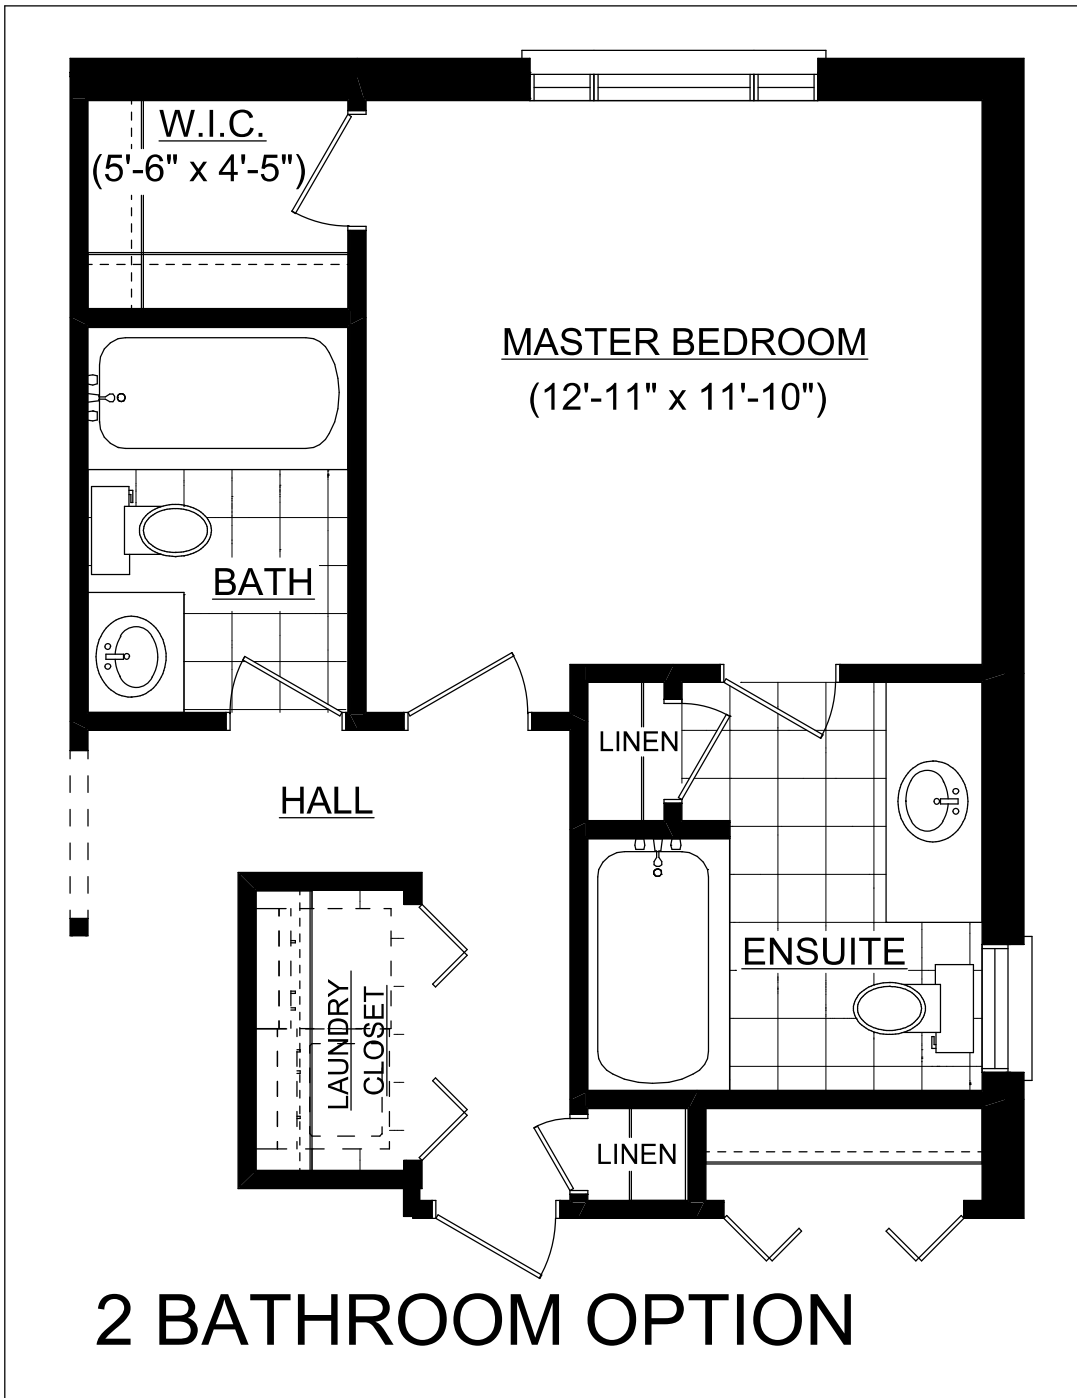 W.I.C.
(5'-6" x 4'-5")
MASTER BEDROOM
(12'-11" x 11'-10")
BATH
LINEN
HALL
ENSUITE
LAUNDRY
CLOSET
LINEN
2 BATHROOM OPTION